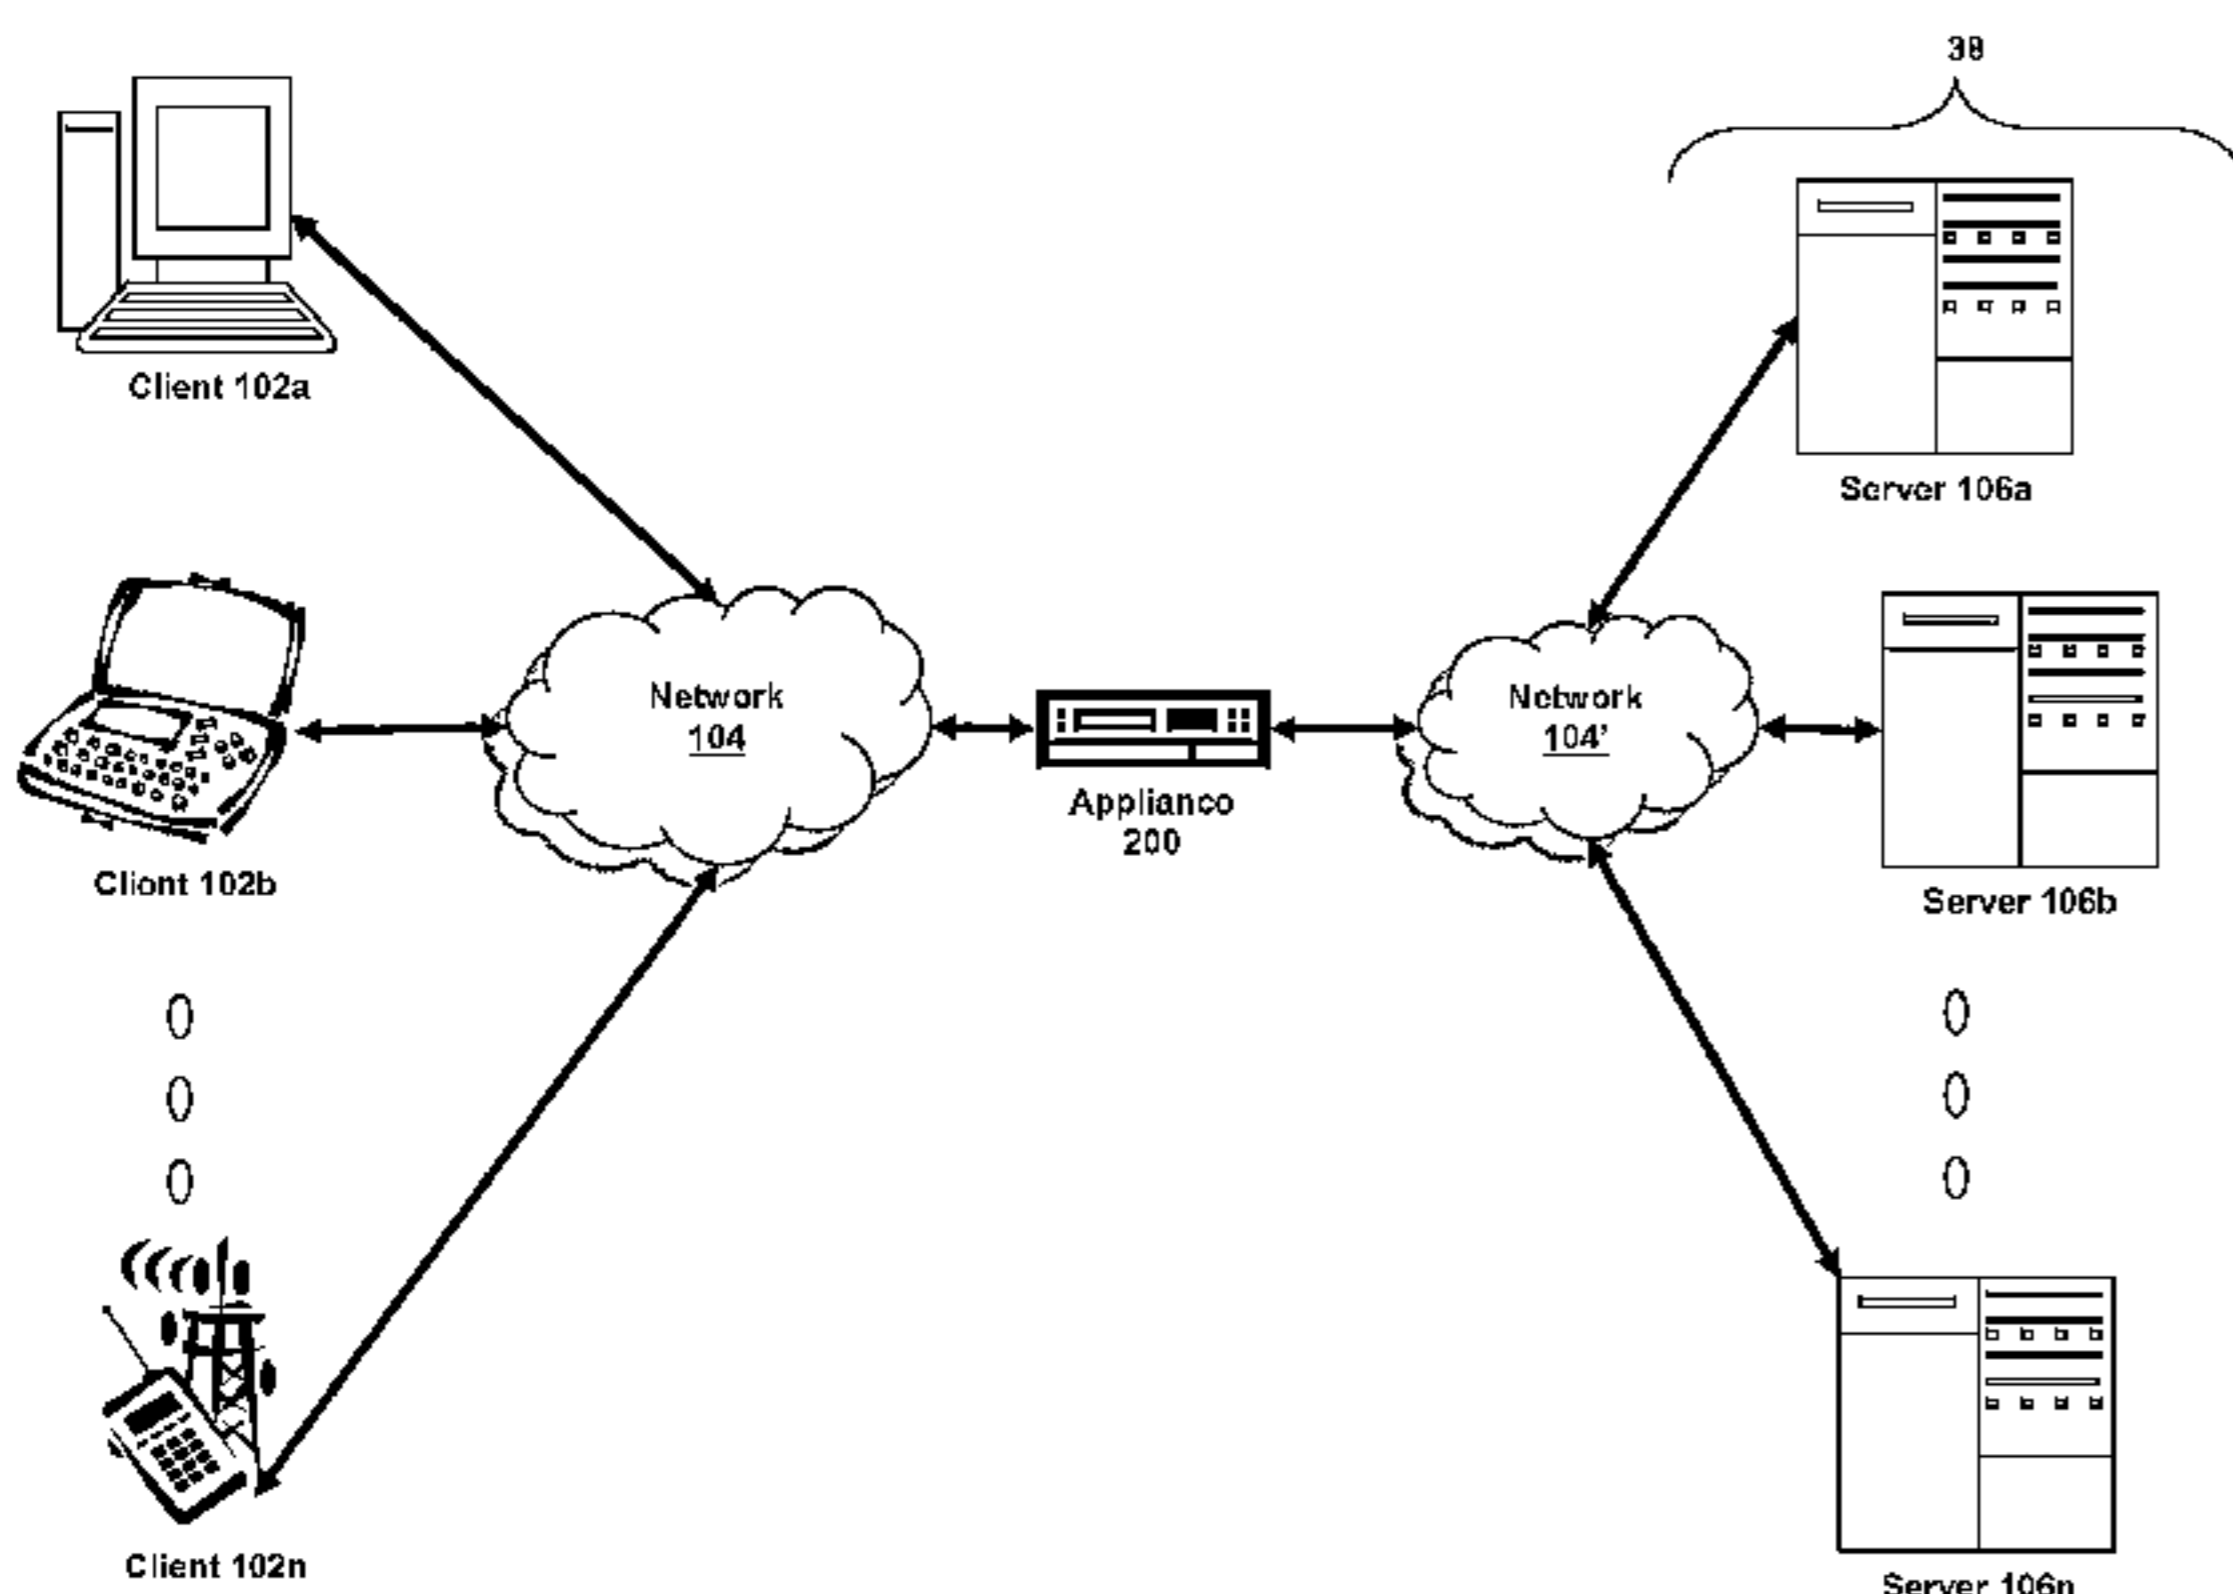 38
Client 102a
Server 106a
Network
104
Appliance
200
Network
104'
Client 102b
Server 106b
Client 102n
Server 106n